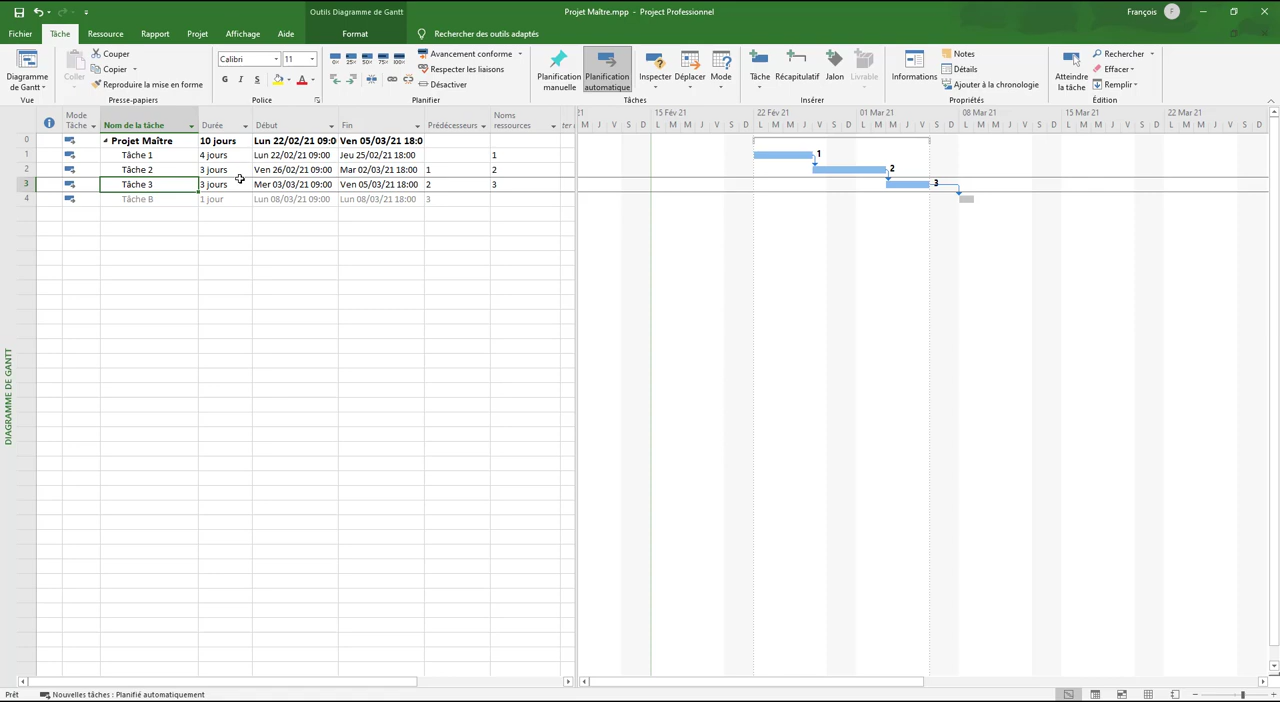 Outils Diagramme de Gantt
Projet Maître.mpp - Project Professionnel
François F
Fichier Tâche Ressource Rapport Projet Affichage Aide Format Rechercher des outils adaptés
Diagramme de Gantt
Vue
Coller
Couper
Copier
Reproduire la mise en forme
Presse-papiers
Calibri 11
G I S A
Police
0% 25% 50% 75% 100%
Avancement conforme
Respecter les liaisons
Désactiver
Planifier
Planification manuelle
Planification automatique
Inspecter
Déplacer
Mode
Tâches
Tâche
Récapitulatif
Jalon
Livrable
Insérer
Informations
Notes
Détails
Ajouter à la chronologie
Propriétés
Atteindre la tâche
Rechercher
Effacer
Remplir
Édition
Mode Tâche Nom de la tâche Durée Début Fin Prédécesseurs Noms ressources
21 15 Fév 21 22 Fév 21 01 Mar 21 08 Mar 21 15 Mar 21 22 Mar 21
M J V S D L M M J V S D L M M J V S D L M M J V S D L M M J V S D L M M J V S D L M M J V S D
0 Projet Maître 10 jours Lun 22/02/21 09:0 Ven 05/03/21 18:0
1 Tâche 1 4 jours Lun 22/02/21 09:00 Jeu 25/02/21 18:00 1
2 Tâche 2 3 jours Ven 26/02/21 09:00 Mar 02/03/21 18:00 1 2
3 Tâche 3 3 jours Mer 03/03/21 09:00 Ven 05/03/21 18:00 2 3
4 Tâche B 1 jour Lun 08/03/21 09:00 Lun 08/03/21 18:00 3
1
2
3
DIAGRAMME DE GANTT
Prêt Nouvelles tâches : Planifié automatiquement